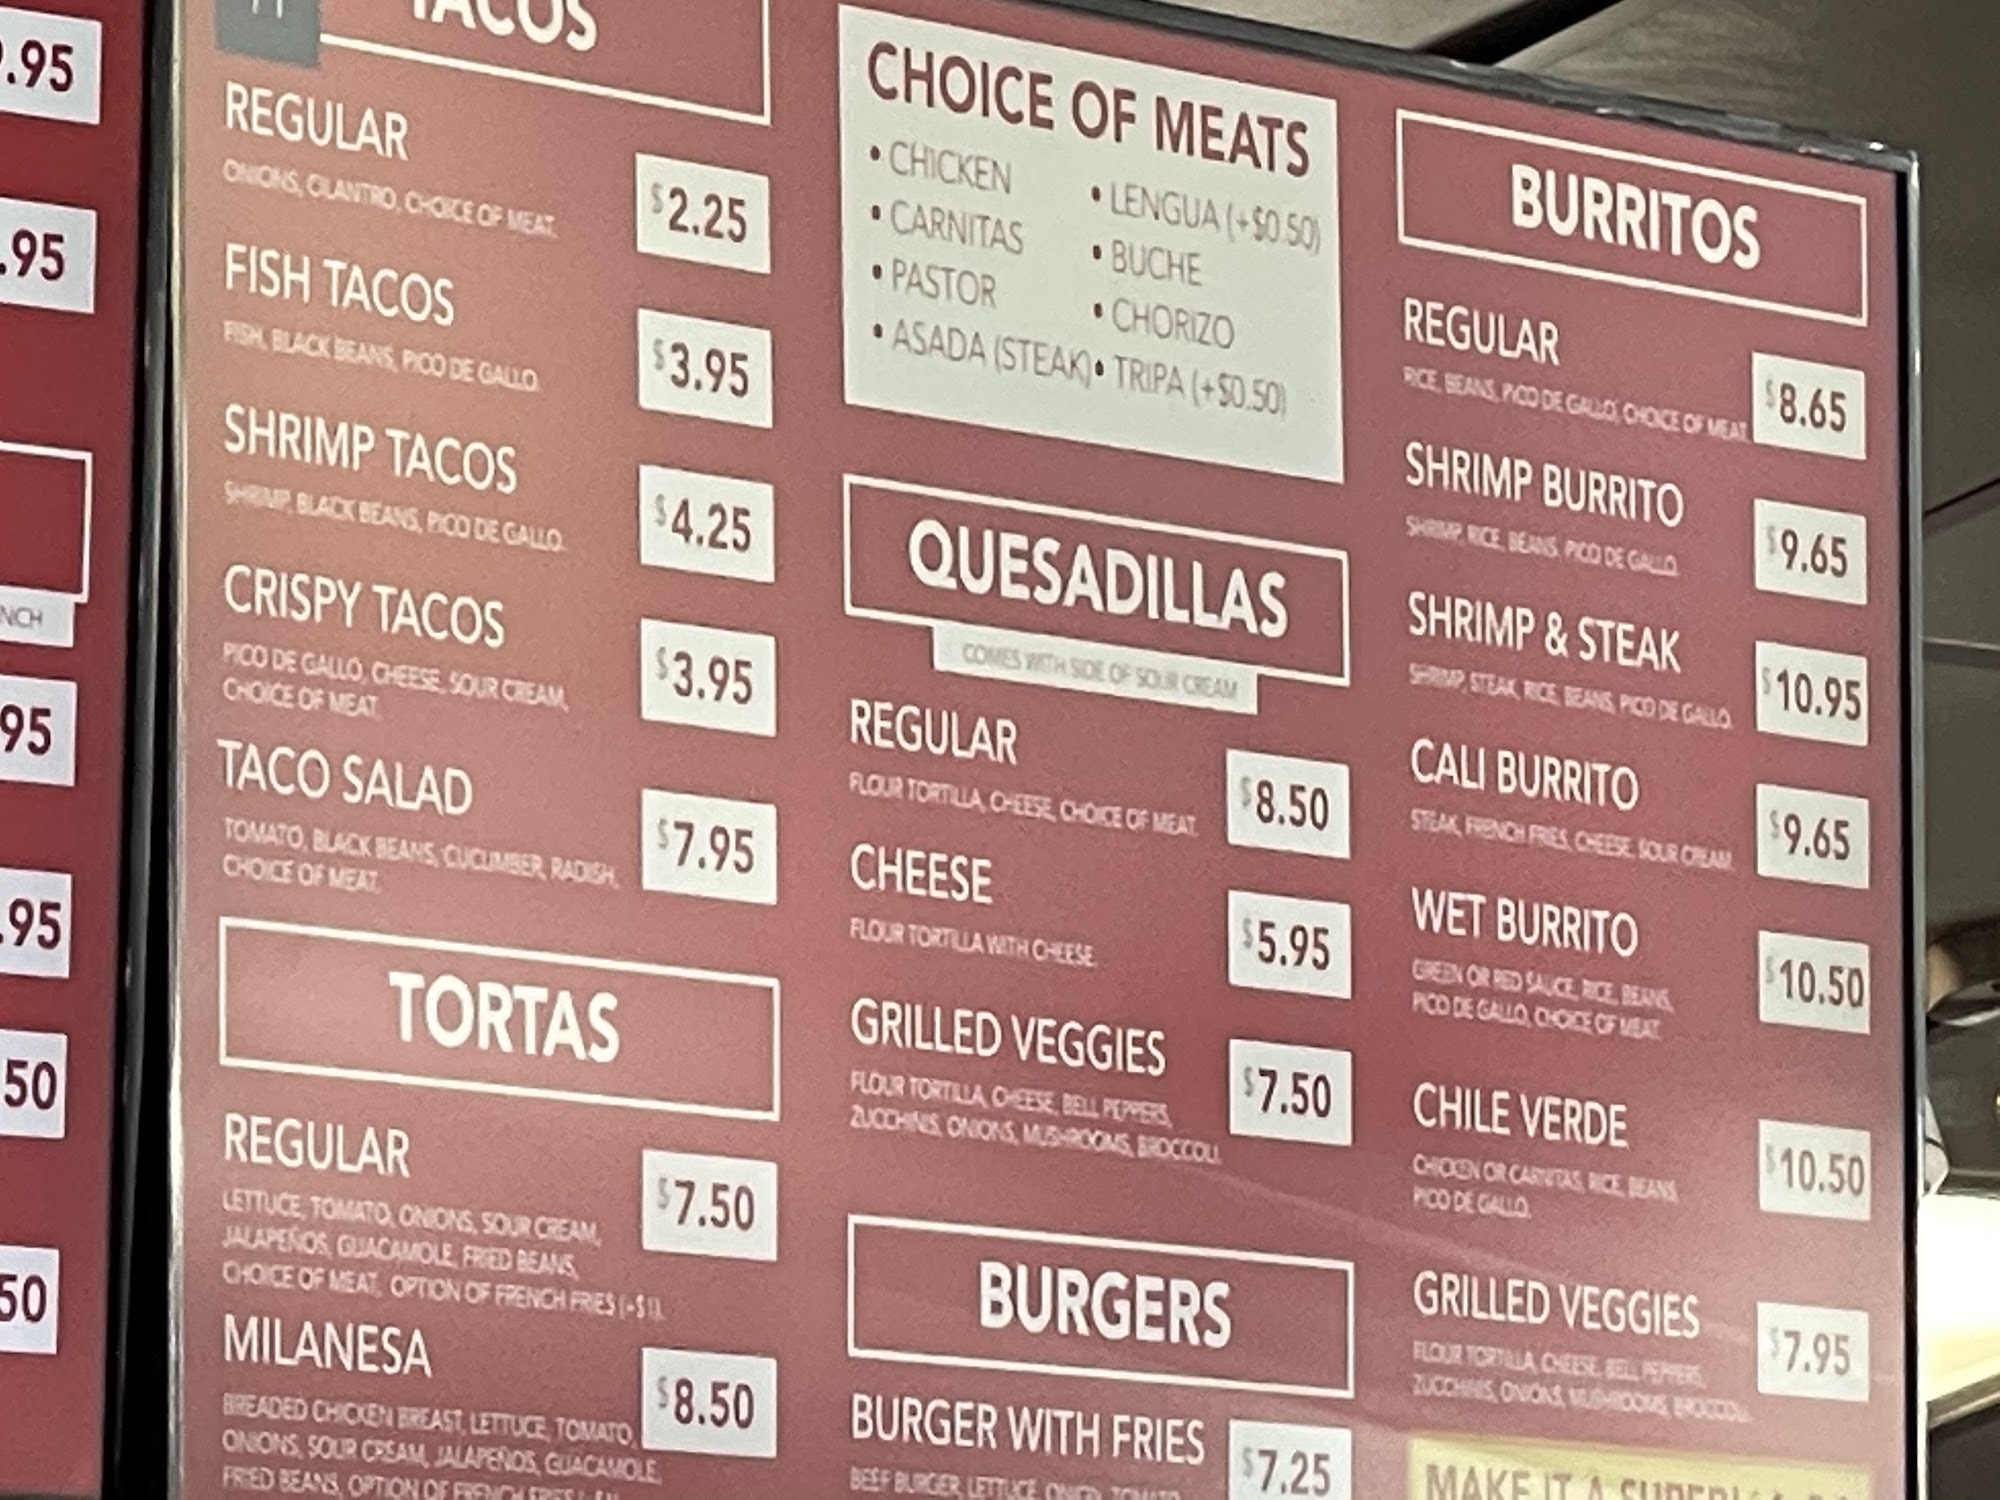 .95
.95
NCH
95
.95
50
50
TACOS
REGULAR
ONIONS, CILANTRO, CHOICE OF MEAT.
$2.25
FISH TACOS
FISH, BLACK BEANS, PICO DE GALLO.
$3.95
SHRIMP TACOS
SHRIMP, BLACK BEANS, PICO DE GALLO.
$4.25
CRISPY TACOS
PICO DE GALLO, CHEESE, SOUR CREAM,
CHOICE OF MEAT.
$3.95
TACO SALAD
TOMATO, BLACK BEANS, CUCUMBER, RADISH,
CHOICE OF MEAT.
$7.95
TORTAS
REGULAR
LETTUCE, TOMATO, ONIONS, SOUR CREAM,
JALAPEÑOS, GUACAMOLE, FRIED BEANS,
CHOICE OF MEAT, OPTION OF FRENCH FRIES (+$1).
$7.50
MILANESA
BREADED CHICKEN BREAST, LETTUCE, TOMATO,
ONIONS, SOUR CREAM, JALAPEÑOS, GUACAMOLE,
FRIED BEANS, OPTION OF FRENCH FRIES
$8.50
CHOICE OF MEATS
• CHICKEN
• CARNITAS
• PASTOR
• ASADA (STEAK)
• LENGUA (+$0.50)
• BUCHE
• CHORIZO
• TRIPA (+$0.50)
QUESADILLAS
COMES WITH SIDE OF SOUR CREAM
REGULAR
FLOUR TORTILLA, CHEESE, CHOICE OF MEAT.
$8.50
CHEESE
FLOUR TORTILLA WITH CHEESE.
$5.95
GRILLED VEGGIES
FLOUR TORTILLA, CHEESE, BELL PEPPERS,
ZUCCHINIS, ONIONS, MUSHROOMS, BROCCOLI.
$7.50
BURGERS
BURGER WITH FRIES
BEEF BURGER, LETTUCE, ONION, TOMATO
$7.25
BURRITOS
REGULAR
RICE, BEANS, PICO DE GALLO, CHOICE OF MEAT.
$8.65
SHRIMP BURRITO
SHRIMP, RICE, BEANS, PICO DE GALLO.
$9.65
SHRIMP & STEAK
SHRIMP, STEAK, RICE, BEANS, PICO DE GALLO.
$10.95
CALI BURRITO
STEAK, FRENCH FRIES, CHEESE, SOUR CREAM.
$9.65
WET BURRITO
GREEN OR RED SAUCE, RICE, BEANS,
PICO DE GALLO, CHOICE OF MEAT.
$10.50
CHILE VERDE
CHICKEN OR CARNITAS, RICE, BEANS,
PICO DE GALLO.
$10.50
GRILLED VEGGIES
FLOUR TORTILLA, CHEESE, BELL PEPPERS,
ZUCCHINIS, ONIONS, MUSHROOMS, BROCCOLI.
$7.95
MAKE IT A SUPER!